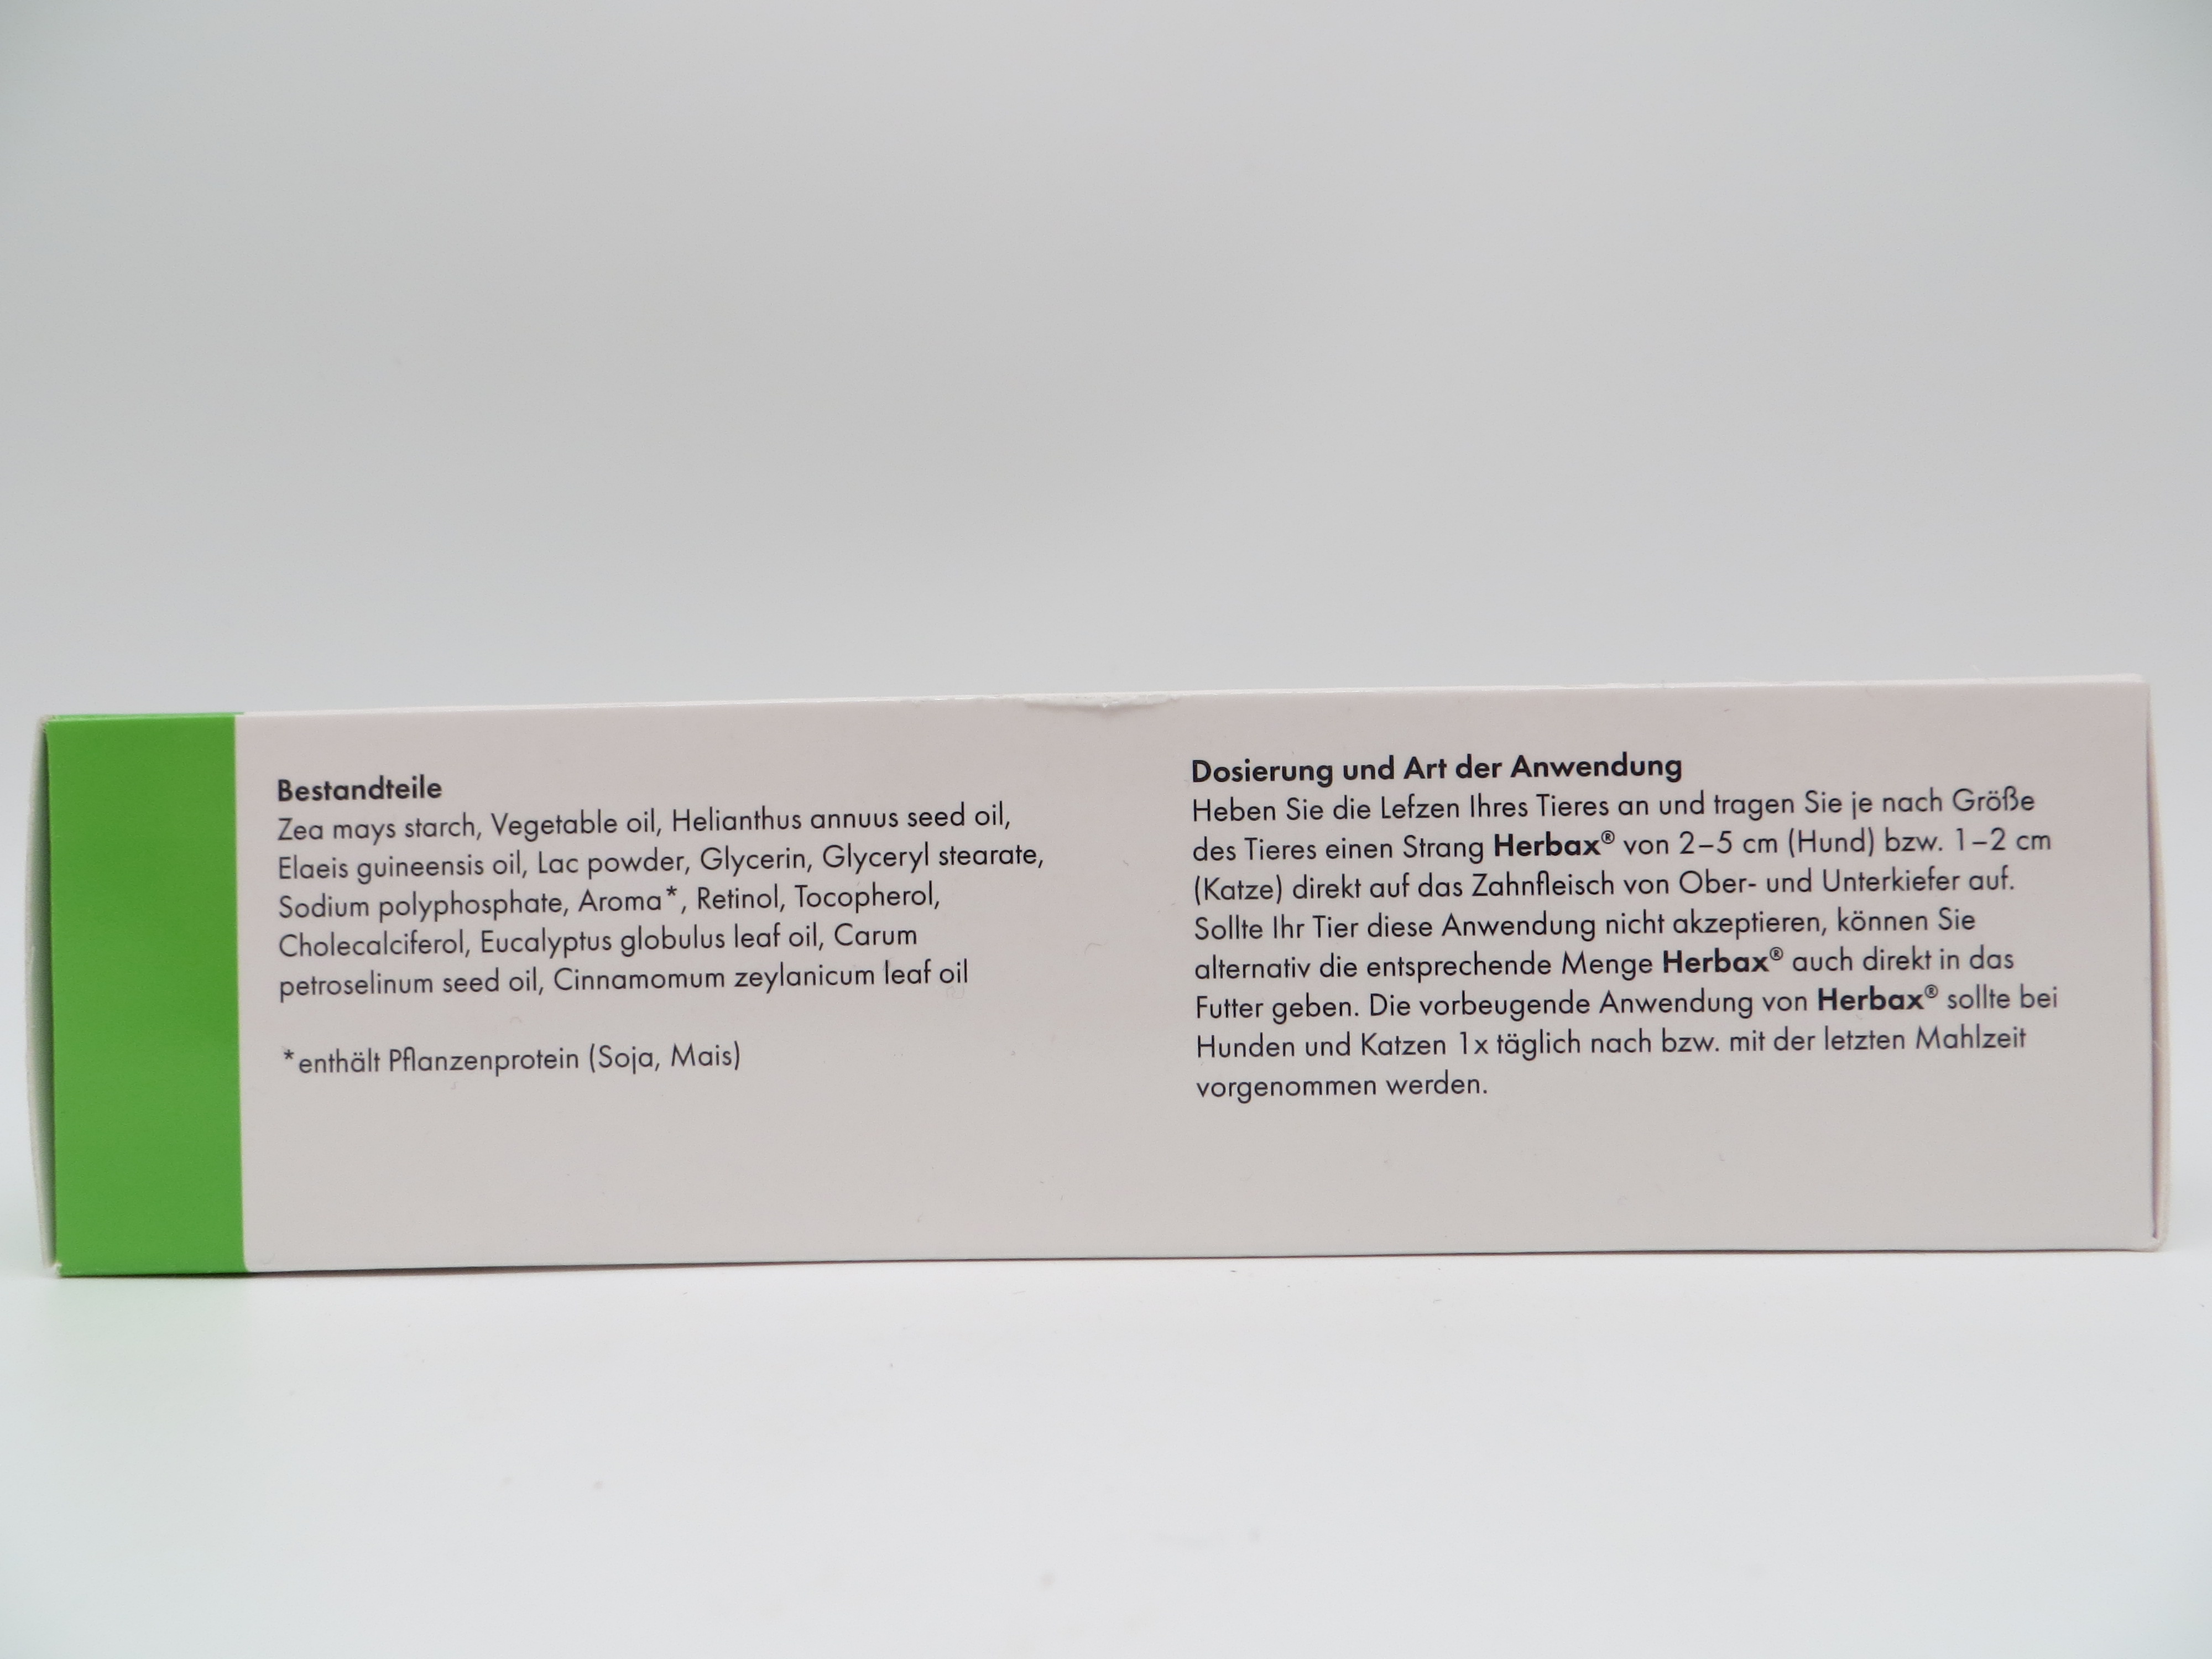 Bestandteile
Zea mays starch, Vegetable oil, Helianthus annuus seed oil,
Elaeis guineensis oil, Lac powder, Glycerin, Glyceryl stearate,
Sodium polyphosphate, Aroma*, Retinol, Tocopherol,
Cholecalciferol, Eucalyptus globulus leaf oil, Carum
petroselinum seed oil, Cinnamomum zeylanicum leaf oil
*enthält Pflanzenprotein (Soja, Mais)
Dosierung und Art der Anwendung
Heben Sie die Lefzen Ihres Tieres an und tragen Sie je nach Größe
des Tieres einen Strang Herbax® von 2–5 cm (Hund) bzw. 1–2 cm
(Katze) direkt auf das Zahnfleisch von Ober- und Unterkiefer auf.
Sollte Ihr Tier diese Anwendung nicht akzeptieren, können Sie
alternativ die entsprechende Menge Herbax® auch direkt in das
Futter geben. Die vorbeugende Anwendung von Herbax® sollte bei
Hunden und Katzen 1x täglich nach bzw. mit der letzten Mahlzeit
vorgenommen werden.